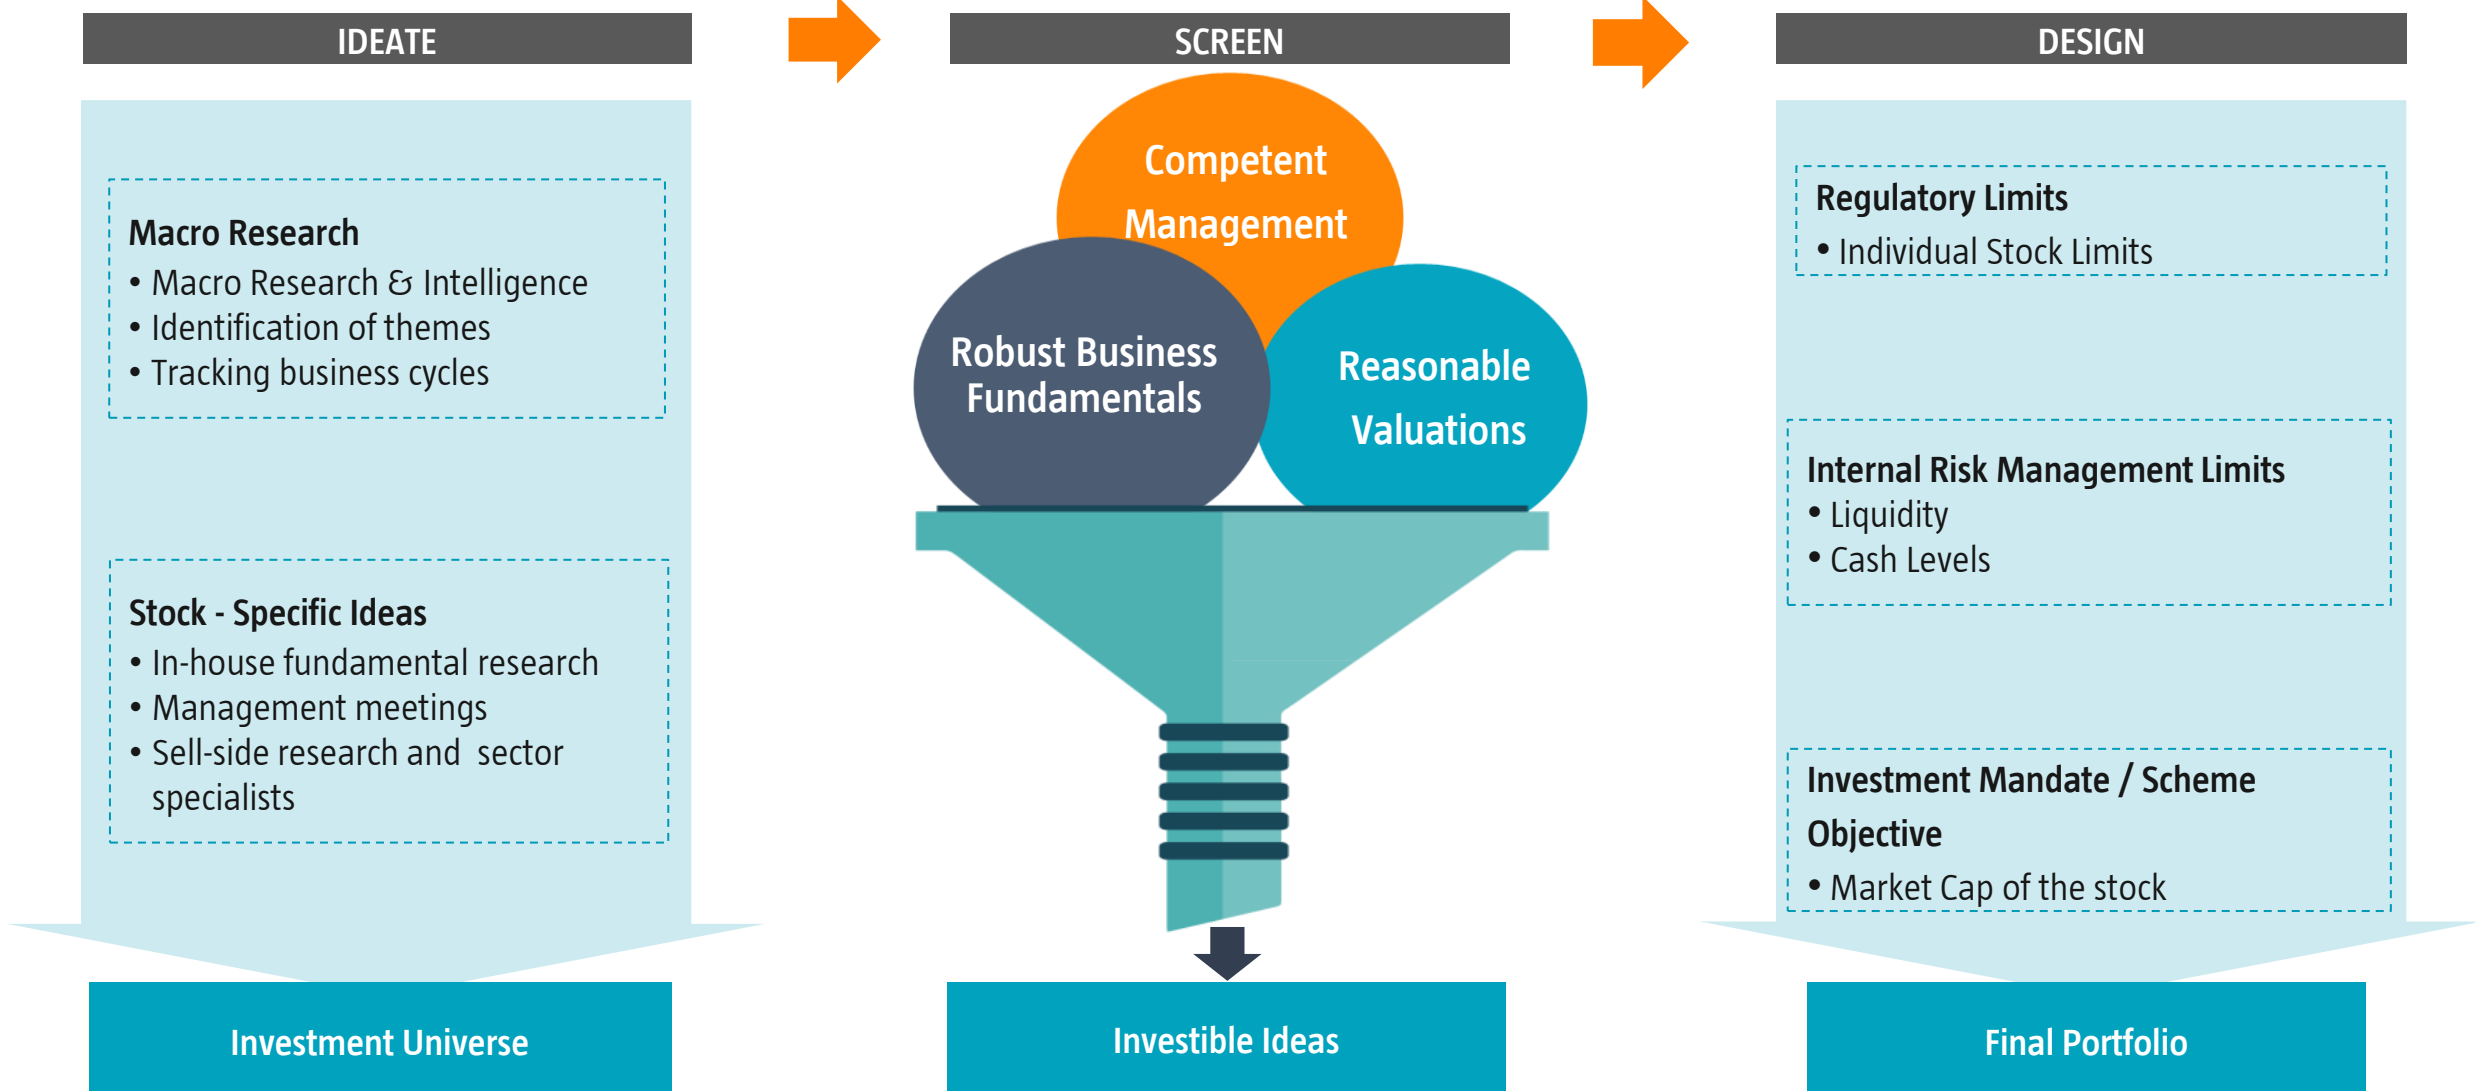 IDEATE
SCREEN
DESIGN
Macro Research
• Macro Research & Intelligence
• Identification of themes
• Tracking business cycles
Stock - Specific Ideas
• In-house fundamental research
• Management meetings
• Sell-side research and sector
specialists
Investment Universe
Competent
Management
Robust Business
Fundamentals
Reasonable
Valuations
Investible Ideas
Regulatory Limits
• Individual Stock Limits
Internal Risk Management Limits
• Liquidity
• Cash Levels
Investment Mandate / Scheme
Objective
• Market Cap of the stock
Final Portfolio